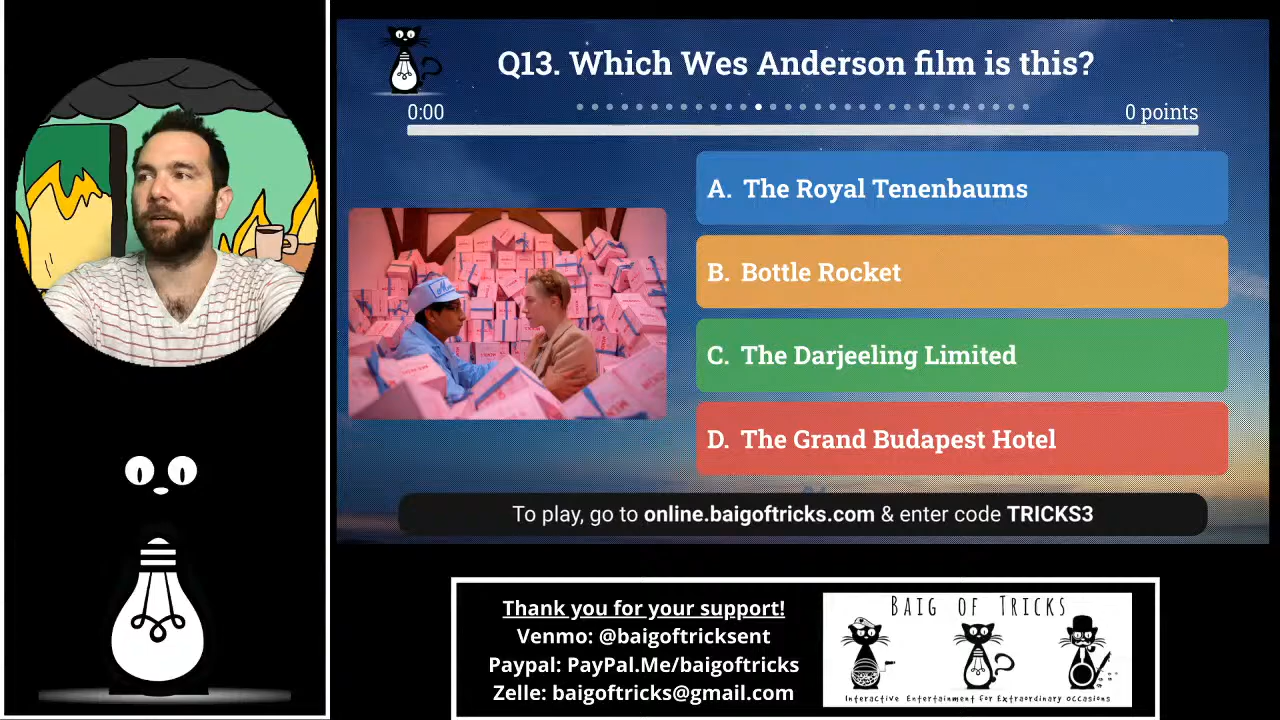 Q13. Which Wes Anderson film is this?
0:00
0 points
A. The Royal Tenenbaums
B. Bottle Rocket
C. The Darjeeling Limited
D. The Grand Budapest Hotel
To play, go to online.baigoftricks.com & enter code TRICKS3
Thank you for your support!
Venmo: @baigoftricksent
Paypal: PayPal.Me/baigoftricks
Zelle: baigoftricks@gmail.com
BAIG OF TRICKS
Interactive Entertainment for Extraordinary occasions